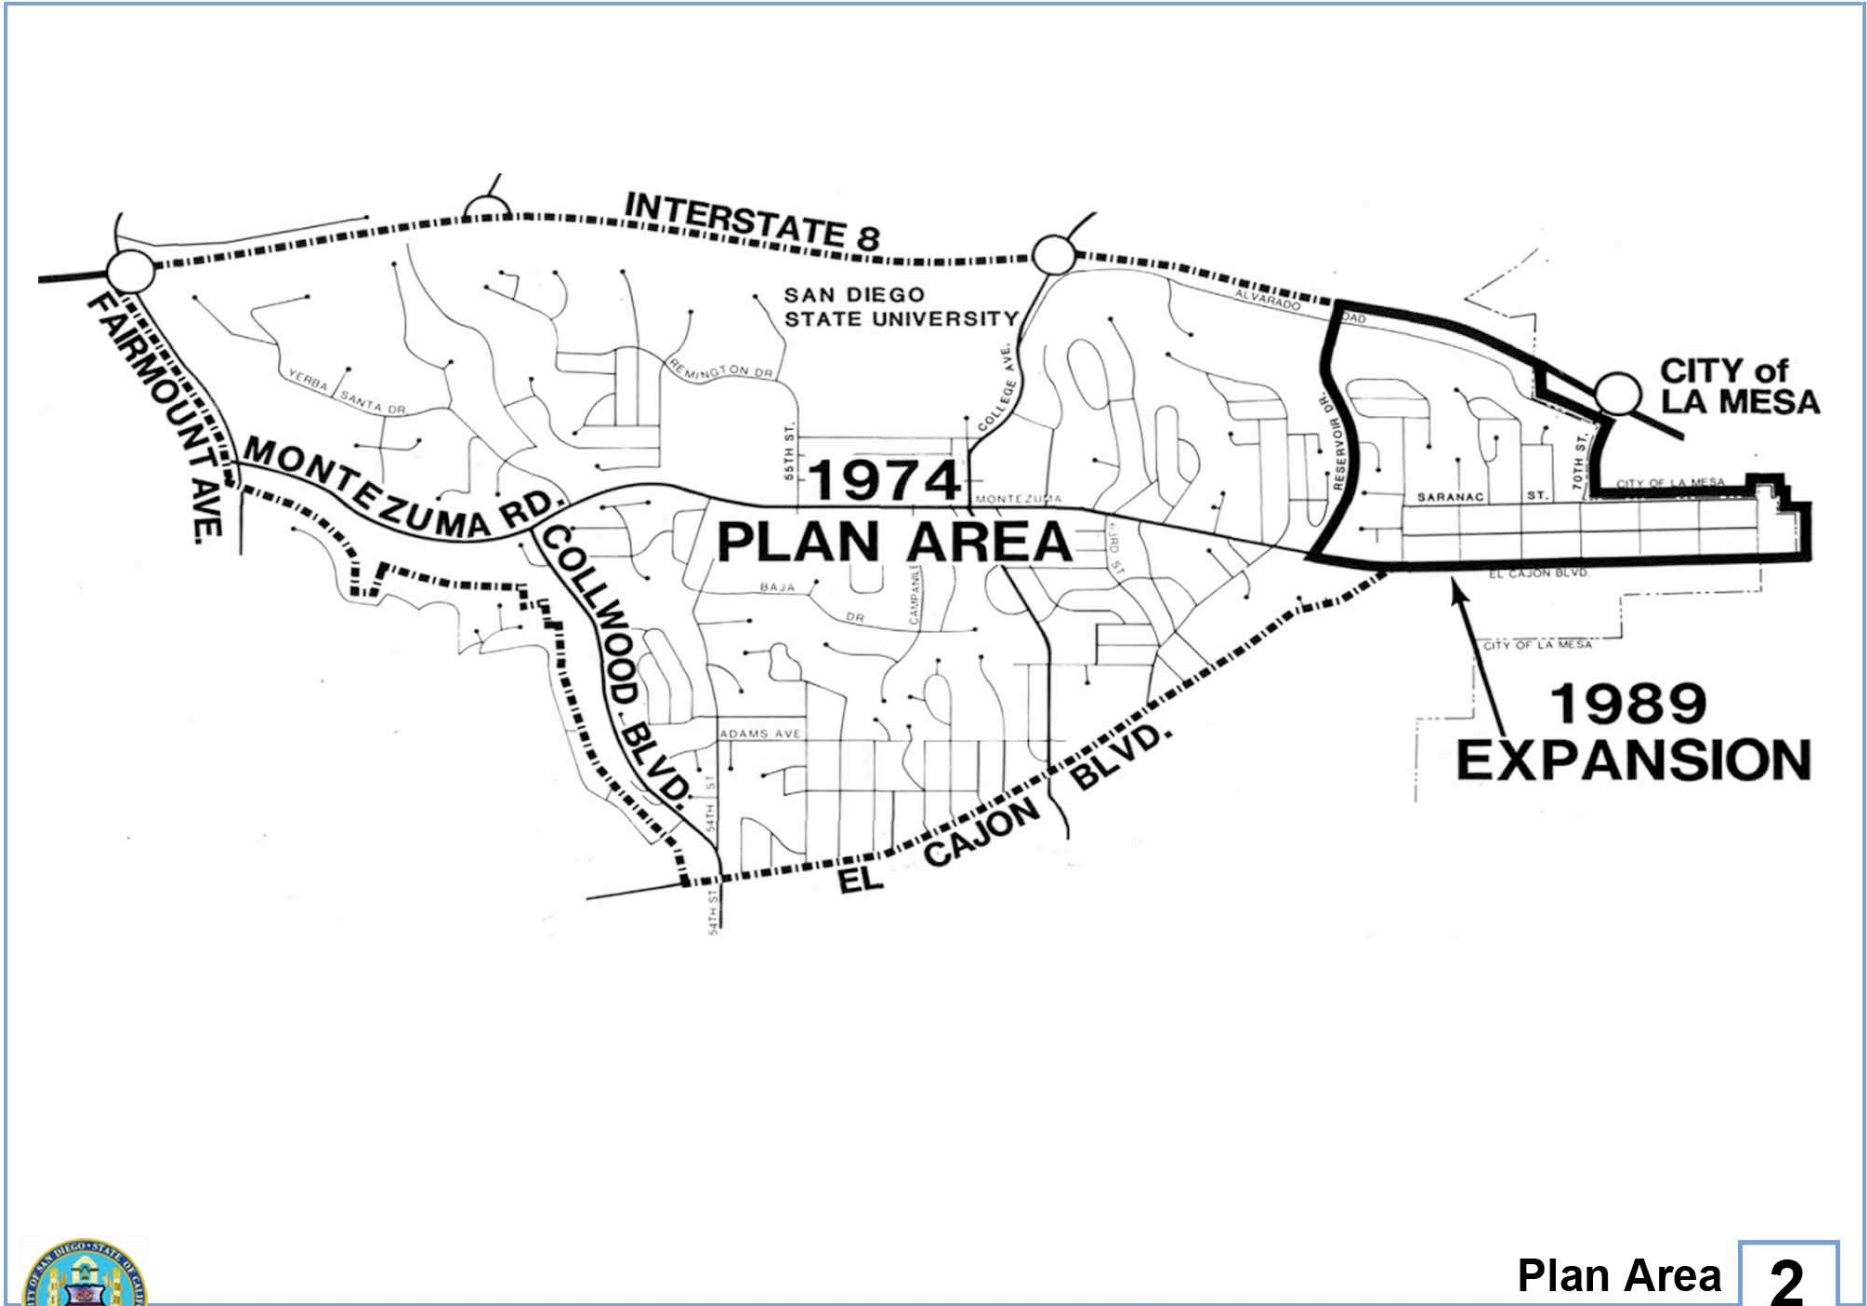 INTERSTATE 8
SAN DIEGO
STATE UNIVERSITY
ALVARADO
OAD
FAIRMOUNT AVE.
YERBA SANTA DR.
REMINGTON DR
COLLEGE AVE.
RESERVOIR DR.
CITY of
LA MESA
55TH ST.
70TH ST.
MONTEZUMA RD.
1974
PLAN AREA
MONTEZUMA
SARANAC ST.
CITY OF LA MESA
63RD ST
EL CAJON BLVD.
COLLWOOD BLVD.
BAJA DR
CAMPANILE
CITY OF LA MESA
1989
EXPANSION
ADAMS AVE
54TH ST
EL CAJON BLVD.
54TH ST
Plan Area
2